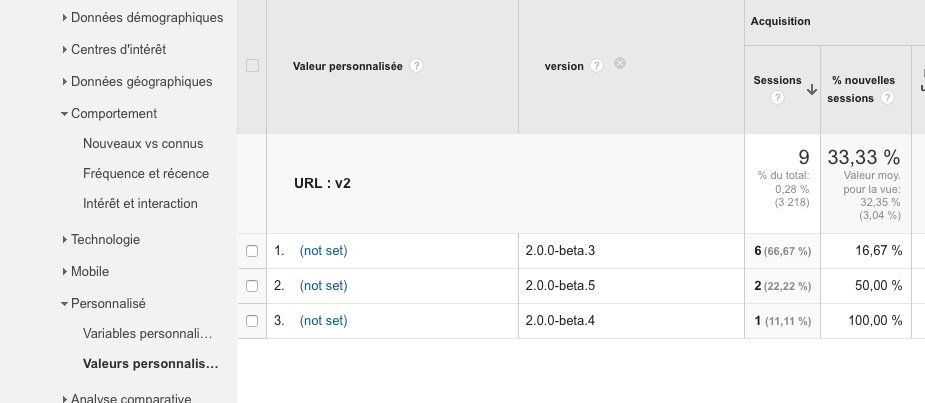 Données démographiques
Centres d'intérêt
Données géographiques
Comportement
Nouveaux vs connus
Fréquence et récence
Intérêt et interaction
Technologie
Mobile
Personnalisé
Variables personnali…
Valeurs personnalis…
Analyse comparative
Acquisition
Valeur personnalisée ?
version ?
Sessions
?
% nouvelles
sessions ?
URL : v2
9
% du total:
0,28 %
(3 218)
33,33 %
Valeur moy.
pour la vue:
32,35 %
(3,04 %)
1. (not set) 2.0.0-beta.3 6 (66,67 %) 16,67 %
2. (not set) 2.0.0-beta.5 2 (22,22 %) 50,00 %
3. (not set) 2.0.0-beta.4 1 (11,11 %) 100,00 %